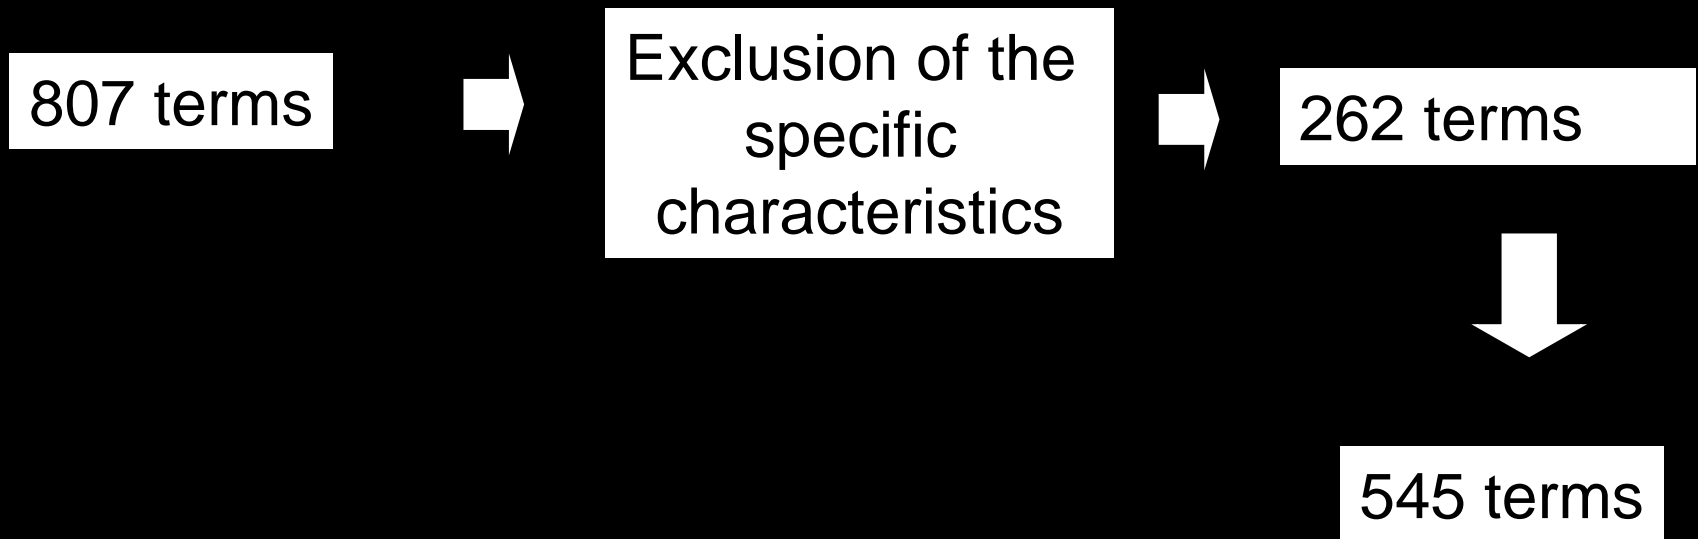 807 terms
Exclusion of the
specific
characteristics
262 terms
545 terms